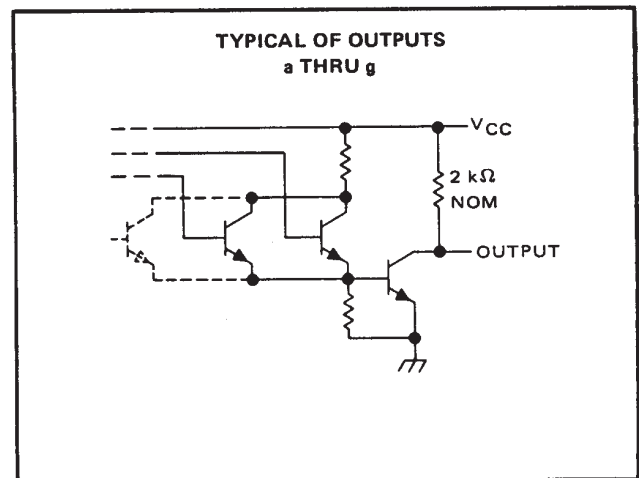 TYPICAL OF OUTPUTS
a THRU g
VCC
2 kΩ
NOM
OUTPUT